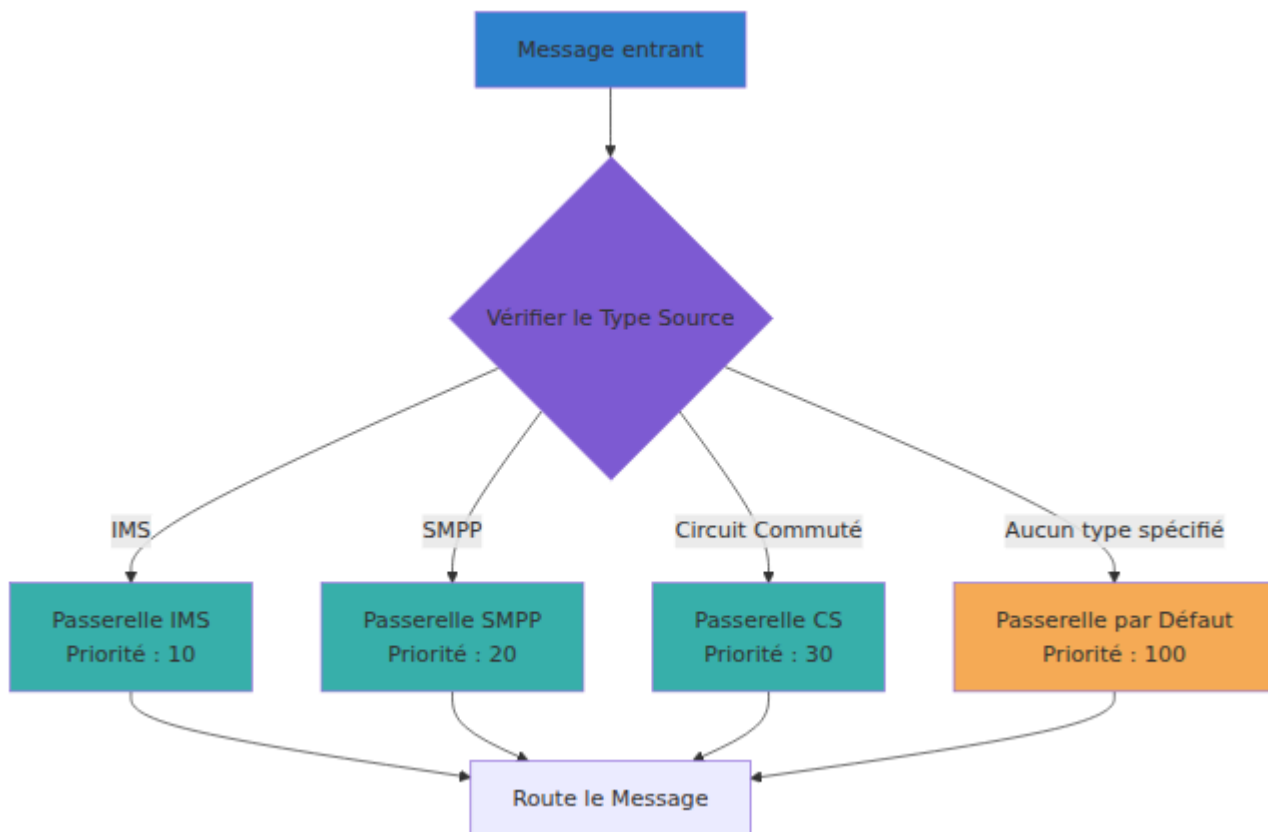 Message entrant
Vérifier le Type Source
IMS
SMPP
Circuit Commuté
Aucun type spécifié
Passerelle IMS
Priorité : 10
Passerelle SMPP
Priorité : 20
Passerelle CS
Priorité : 30
Passerelle par Défaut
Priorité : 100
Route le Message